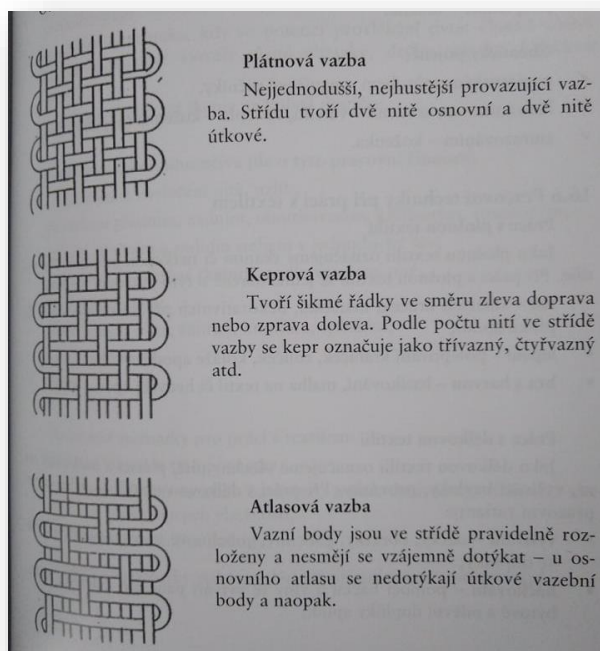 Plátnová vazba
Nejjednodušší, nejhustější provazující vaz-
ba. Střídu tvoří dvě nitě osnovní a dvě nitě
útkové.
Keprová vazba
Tvoří šikmé řádky ve směru zleva doprava
nebo zprava doleva. Podle počtu nití ve střídě
vazby se kepr označuje jako třívazný, čtyřvazný
atd.
Atlasová vazba
Vazní body jsou ve střídě pravidelně roz-
loženy a nesmějí se vzájemně dotýkat – u os-
novního atlasu se nedotýkají útkové vazební
body a naopak.